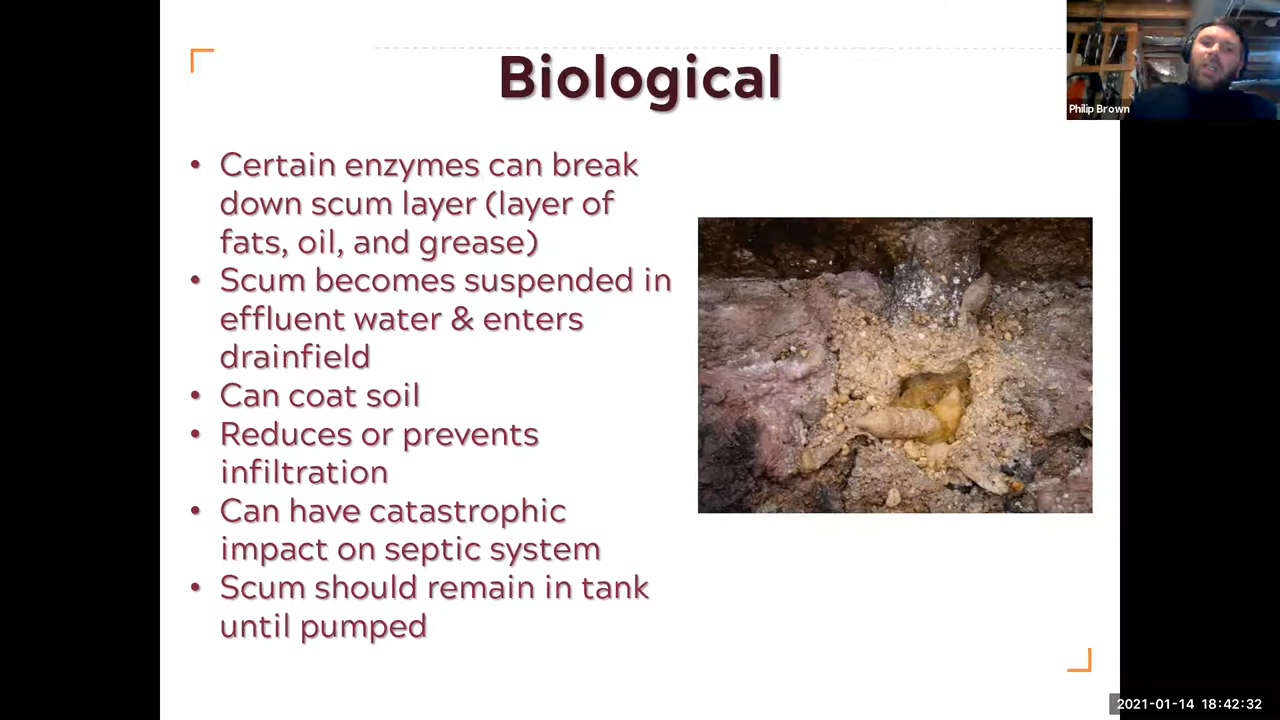 Biological
Philip Brown
• Certain enzymes can break
down scum layer (layer of
fats, oil, and grease)
• Scum becomes suspended in
effluent water & enters
drainfield
• Can coat soil
• Reduces or prevents
infiltration
• Can have catastrophic
impact on septic system
• Scum should remain in tank
until pumped
2021-01-14 18:42:32